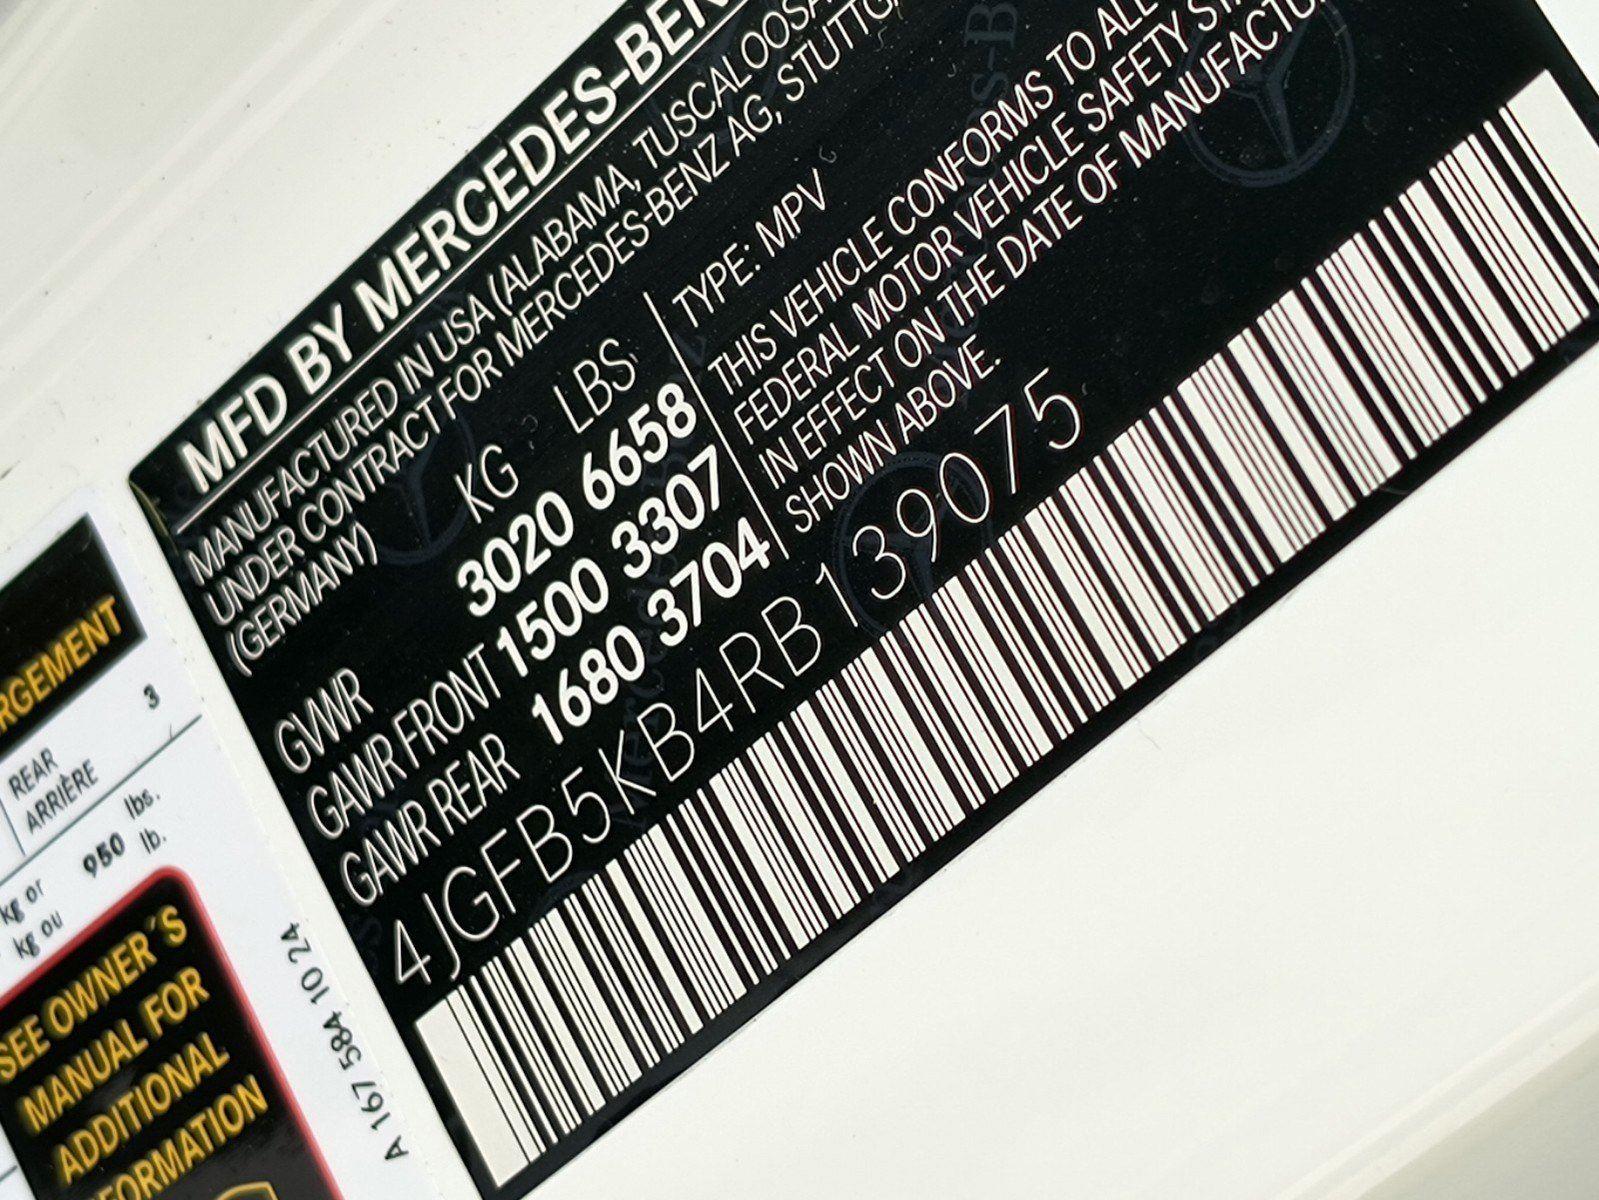 MFD BY MERCEDES-BEN
MANUFACTURED IN USA (ALABAMA, TUSCALOOSA
UNDER CONTRACT FOR MERCEDES-BENZ AG, STUTTG
(GERMANY)
KG LBS
GVWR 3020 6658
GAWR FRONT 1500 3307
GAWR REAR 1680 3704
TYPE: MPV
THIS VEHICLE CONFORMS TO ALL
FEDERAL MOTOR VEHICLE SAFETY ST
IN EFFECT ON THE DATE OF MANUFACTU
SHOWN ABOVE.
4JGFB5KB4RB139075
RGEMENT
REAR 3
ARRIÈRE
kg or 950 lbs.
kg ou lb.
SEE OWNER´S
MANUAL FOR
ADDITIONAL
FORMATION
A 167 584 10 24